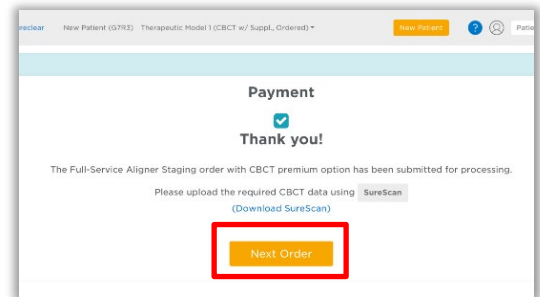 New Patient (G7R3) Therapeutic Model 1 (CBCT w/ Suppl., Ordered) New Patient ?
Payment
Thank you!
The Full-Service Aligner Staging order with CBCT premium option has been submitted for processing.
Please upload the required CBCT data using SureScan
(Download SureScan)
Next Order